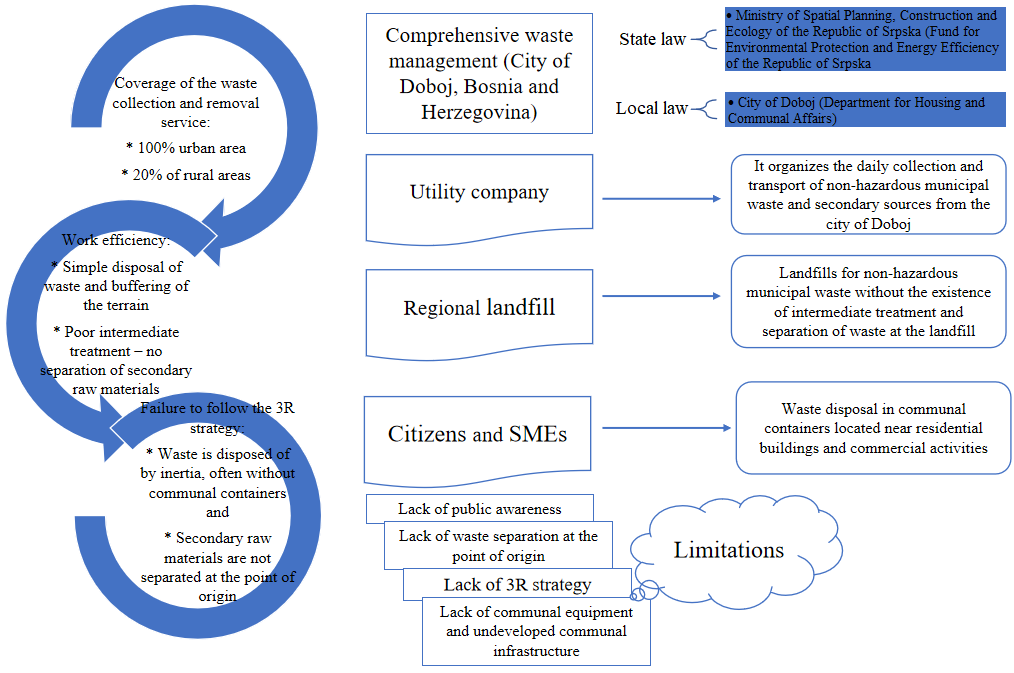 Coverage of the waste
collection and removal
service:
* 100% urban area
* 20% of rural areas
Work efficiency:
* Simple disposal of
waste and buffering of
the terrain
* Poor intermediate
treatment – no
separation of secondary
raw materials
Failure to follow the 3R
strategy:
* Waste is disposed of
by inertia, often without
communal containers
and
* Secondary raw
materials are not
separated at the point of
origin
Comprehensive waste
management (City of
Doboj, Bosnia and
Herzegovina)
State law
• Ministry of Spatial Planning, Construction and
Ecology of the Republic of Srpska (Fund for
Environmental Protection and Energy Efficiency
of the Republic of Srpska
Local law
• City of Doboj (Department for Housing and
Communal Affairs)
Utility company
It organizes the daily collection and
transport of non-hazardous municipal
waste and secondary sources from the
city of Doboj
Regional landfill
Landfills for non-hazardous
municipal waste without the existence
of intermediate treatment and
separation of waste at the landfill
Citizens and SMEs
Waste disposal in communal
containers located near residential
buildings and commercial activities
Lack of public awareness
Lack of waste separation at the
point of origin
Lack of 3R strategy
Lack of communal equipment
and undeveloped communal
infrastructure
Limitations